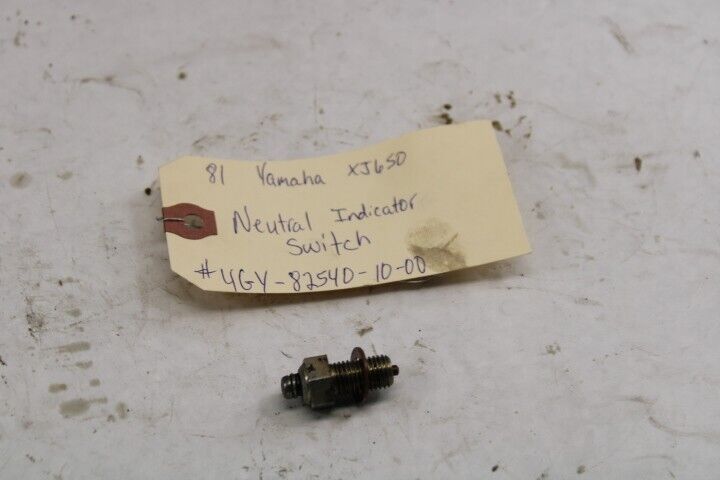 81 Yamaha XJ650
Neutral Indicator
Switch
#4GY-82540-10-00